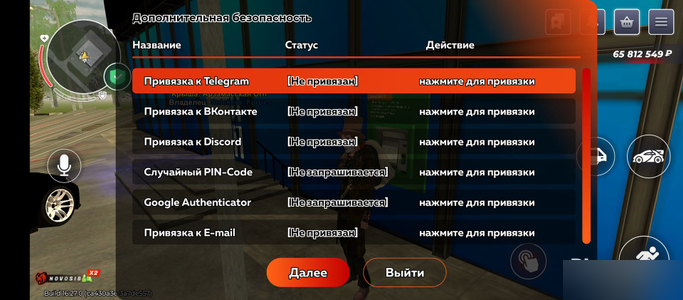 Дополнительная безопасность
Название Статус Действие
65 812 549 ₽
Привязка к Telegram [Не привязан] нажмите для привязки
Привязка к ВКонтакте [Не привязан] нажмите для привязки
Привязка к Discord [Не привязан] нажмите для привязки
Случайный PIN-Code [Не запрашивается] нажмите для привязки
Google Authenticator [Не запрашивается] нажмите для привязки
Привязка к E-mail [Не привязан] нажмите для привязки
Далее Выйти
X2